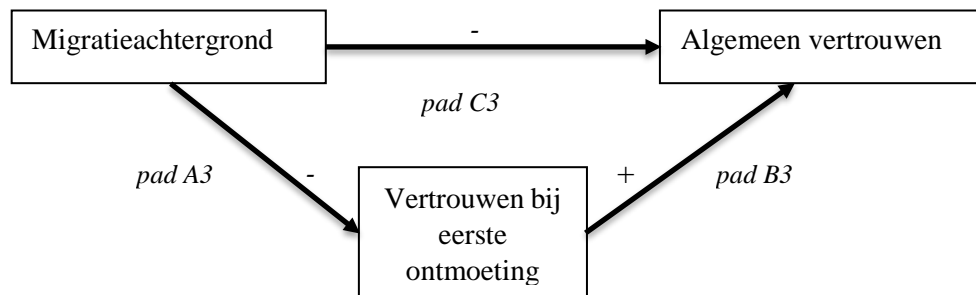 Migratieachtergrond
-
Algemeen vertrouwen
pad C3
pad A3
-
+
pad B3
Vertrouwen bij
eerste
ontmoeting